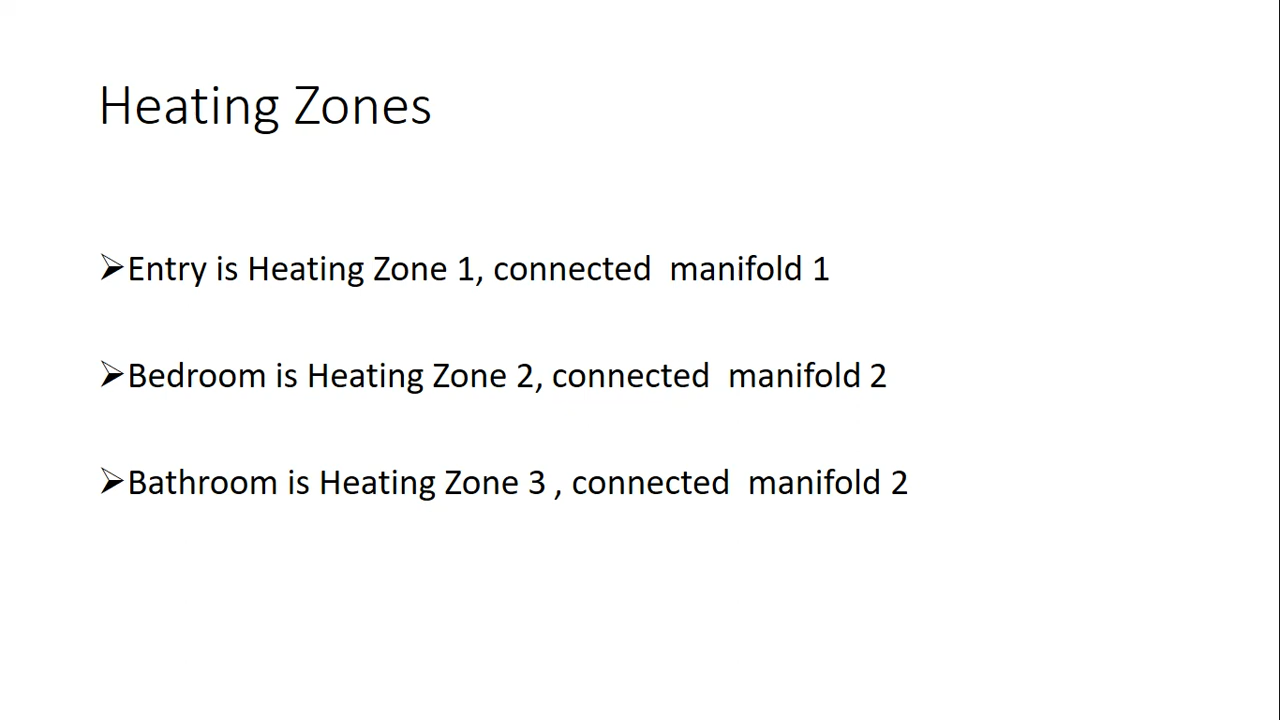 Heating Zones
➢Entry is Heating Zone 1, connected  manifold 1
➢Bedroom is Heating Zone 2, connected  manifold 2
➢Bathroom is Heating Zone 3 , connected  manifold 2